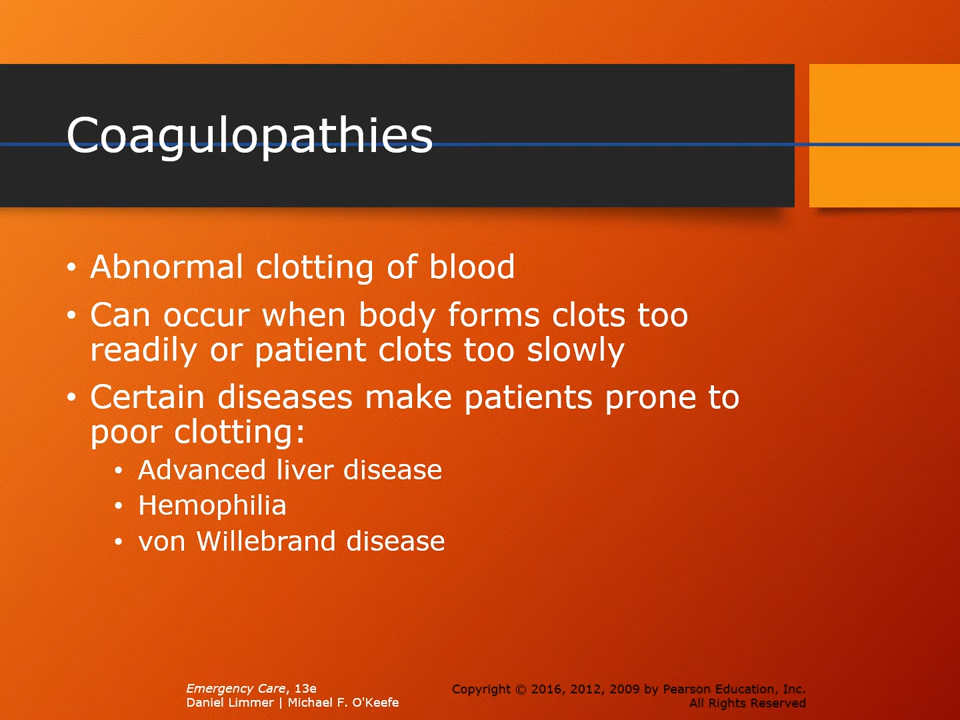 Coagulopathies
• Abnormal clotting of blood
• Can occur when body forms clots too
readily or patient clots too slowly
• Certain diseases make patients prone to
poor clotting:
• Advanced liver disease
• Hemophilia
• von Willebrand disease
Emergency Care, 13e
Daniel Limmer | Michael F. O'Keefe
Copyright © 2016, 2012, 2009 by Pearson Education, Inc.
All Rights Reserved